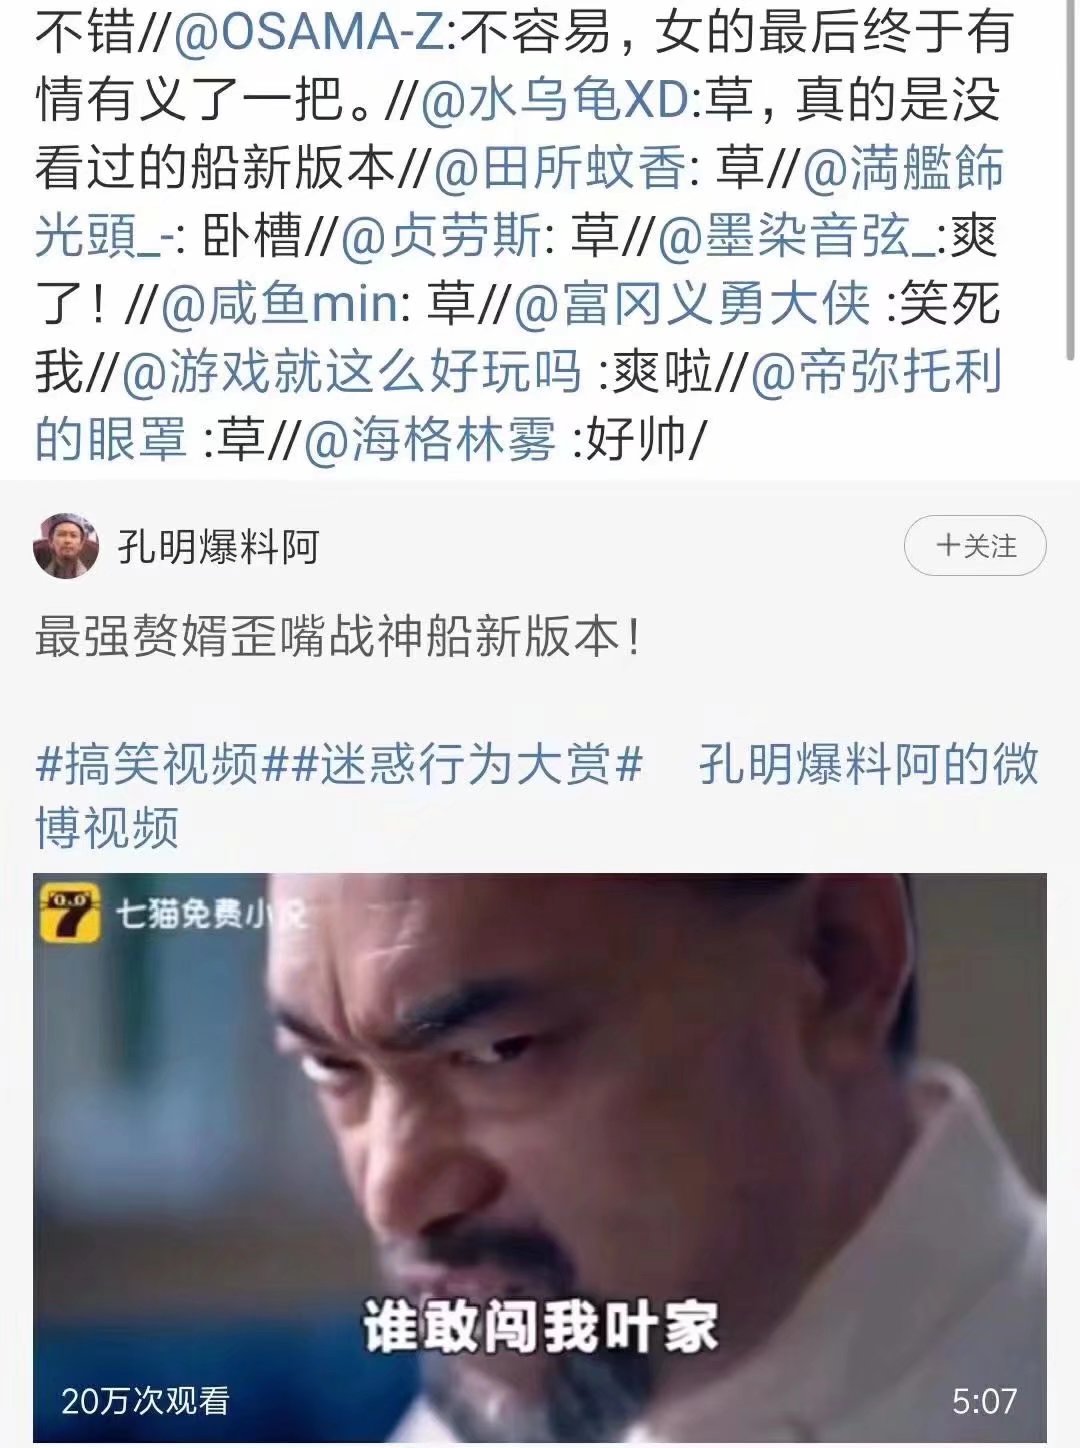 不错//@OSAMA-Z:不容易，女的最后终于有
情有义了一把。//@水乌龟XD:草，真的是没
看过的船新版本//@田所蚊香: 草//@満艦飾
光頭_-: 卧槽//@贞劳斯: 草//@墨染音弦_:爽
了！//@咸鱼min: 草//@富冈义勇大侠 :笑死
我//@游戏就这么好玩吗 :爽啦//@帝弥托利
的眼罩 :草//@海格林雾 :好帅/
孔明爆料阿
+关注
最强赘婿歪嘴战神船新版本！
#搞笑视频##迷惑行为大赏# 孔明爆料阿的微
博视频
七猫免费小说
谁敢闯我叶家
20万次观看
5:07